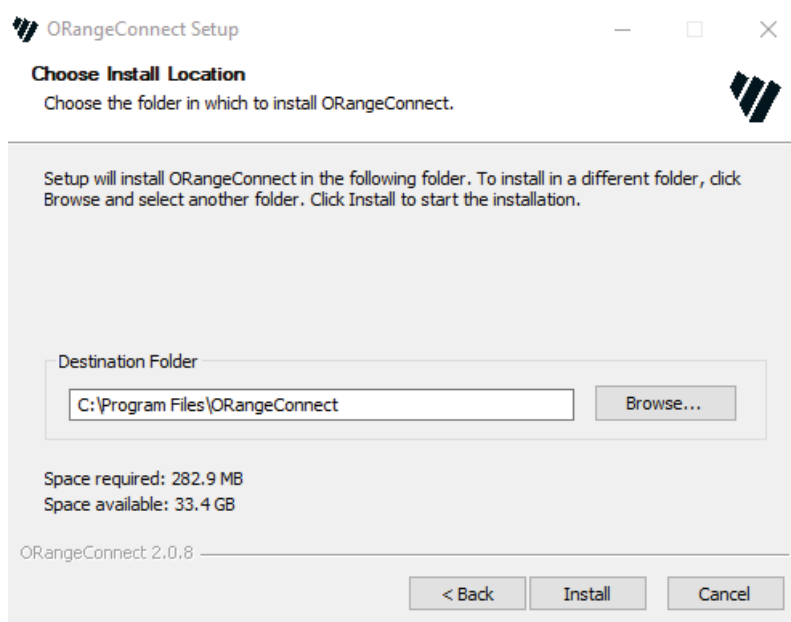 ORangeConnect Setup
Choose Install Location
Choose the folder in which to install ORangeConnect.
Setup will install ORangeConnect in the following folder. To install in a different folder, click
Browse and select another folder. Click Install to start the installation.
Destination Folder
C:\Program Files\ORangeConnect
Browse...
Space required: 282.9 MB
Space available: 33.4 GB
ORangeConnect 2.0.8
< Back
Install
Cancel